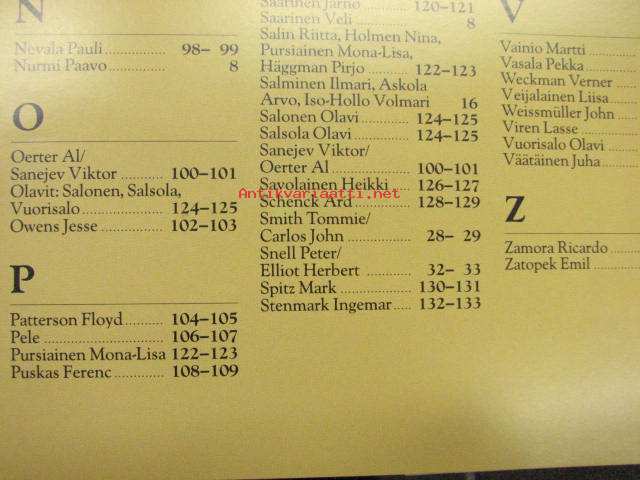 N
Nevala Pauli ............... 98– 99
Nurmi Paavo ............... 8
O
Oerter Al/
Sanejev Viktor ............ 100–101
Olavit: Salonen, Salsola,
Vuorisalo .................... 124–125
Owens Jesse ............... 102–103
P
Patterson Floyd .......... 104–105
Pele ............................ 106–107
Pursiainen Mona-Lisa 122–123
Puskas Ferenc ............. 108–109
Saarinen Jarno ............ 120–121
Saarinen Veli 8
Salin Riitta, Holmen Nina,
Pursiainen Mona-Lisa,
Häggman Pirjo ............ 122–123
Salminen Ilmari, Askola
Arvo, Iso-Hollo Volmari 16
Salonen Olavi ............. 124–125
Salsola Olavi .............. 124–125
Sanejev Viktor/
Oerter Al .................... 100–101
Savolainen Heikki ..... 126–127
Schenck Ard ............... 128–129
Smith Tommie/
Carlos John ................ 28– 29
Snell Peter/
Elliot Herbert ............. 32– 33
Spitz Mark ................. 130–131
Stenmark Ingemar ..... 132–133
V
Vainio Martti ..............
Vasala Pekka ..............
Weckman Verner
Veijalainen Liisa
Weissmüller John
Viren Lasse ................
Vuorisalo Olavi
Väätäinen Juha ..........
Z
Zamora Ricardo .........
Zatopek Emil .............
Antikvariaatti.net